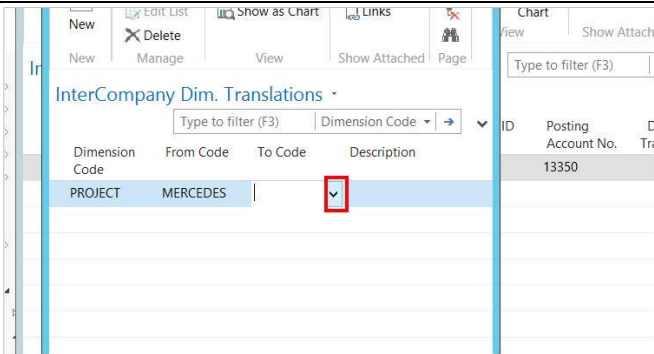 New
Edit List
Show as Chart
Links
Delete
New
Manage
View
Show Attached
Page
Chart
View
Show Attach
Type to filter (F3)
InterCompany Dim. Translations
Type to filter (F3)
Dimension Code
ID
Posting
Account No.
Dimension
Code
From Code
To Code
Description
13350
PROJECT
MERCEDES